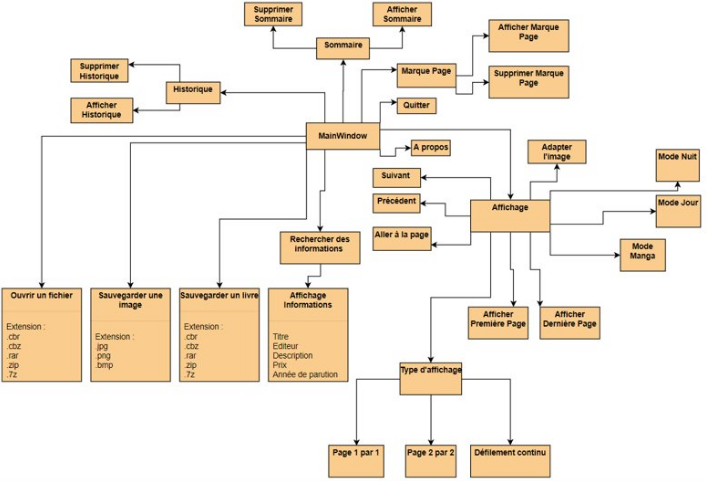 Supprimer
Sommaire
Afficher
Sommaire
Sommaire
Afficher Marque
Page
Marque Page
Supprimer Marque
Page
Supprimer
Historique
Historique
Afficher
Historique
Quitter
MainWindow
A propos
Adapter
l'image
Mode Nuit
Suivant
Précédent
Affichage
Mode Jour
Aller à la page
Mode
Manga
Rechercher des
informations
Ouvrir un fichier
Extension :
.cbr
.cbz
.rar
.zip
.7z
Sauvegarder une
image
Extension :
.jpg
.png
.bmp
Sauvegarder un livre
Extension :
.cbr
.cbz
.rar
.zip
.7z
Affichage
Informations
Titre
Editeur
Description
Prix
Année de parution
Afficher
Première Page
Afficher
Dernière Page
Type d'affichage
Page 1 par 1
Page 2 par 2
Défilement continu